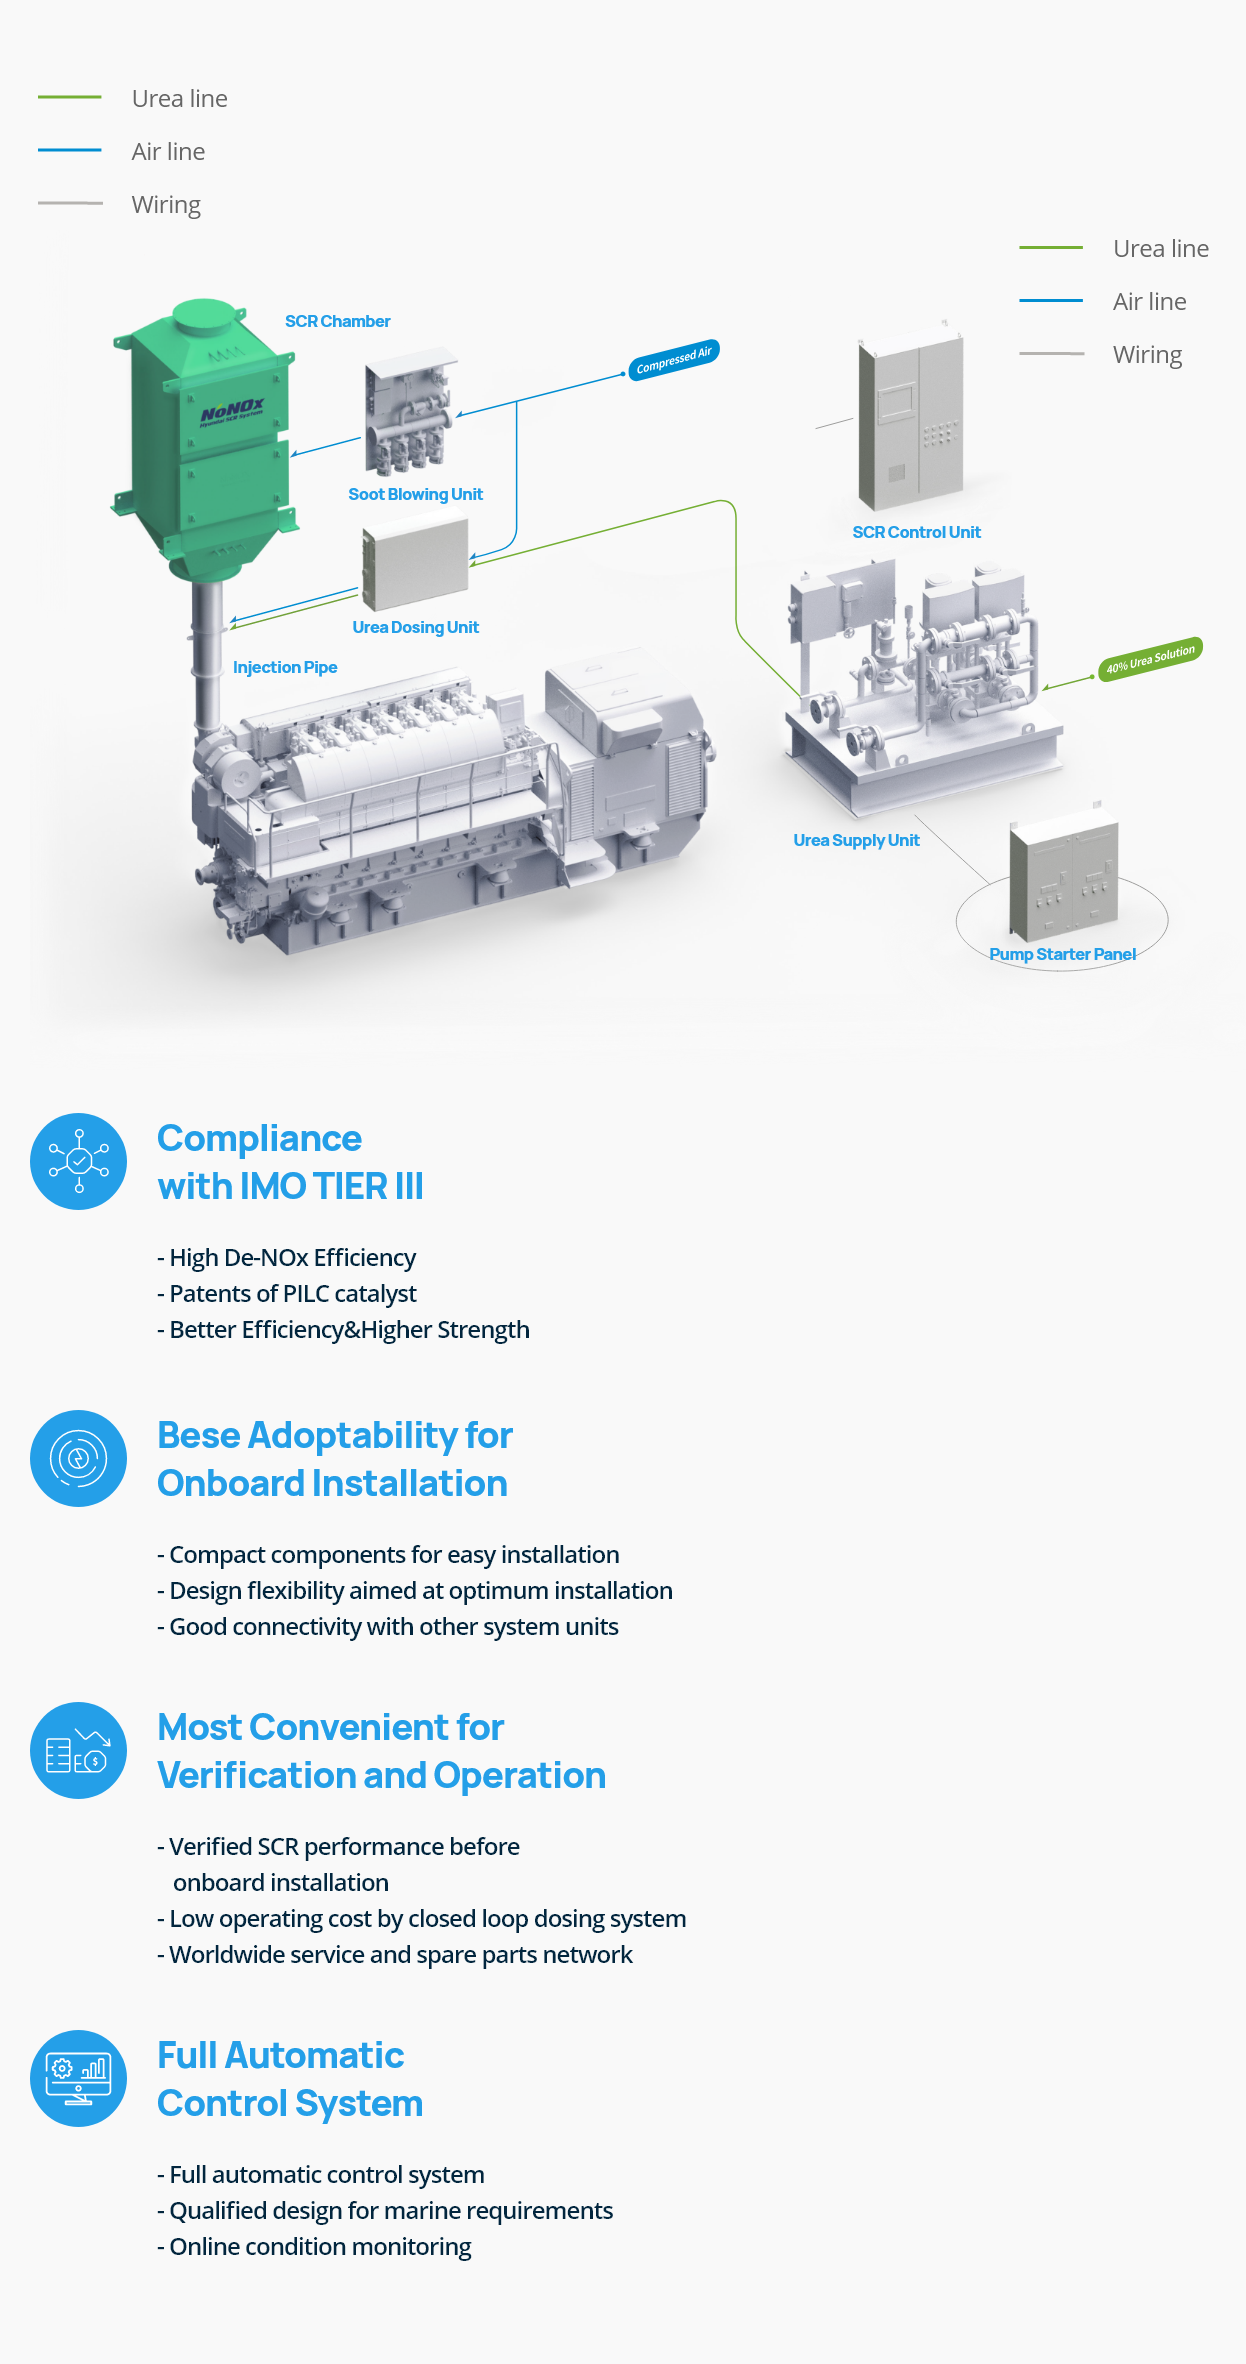 Urea line
Air line
Wiring
Urea line
Air line
Wiring
SCR Chamber
Compressed Air
NoNOx
Hyundai SCR System
Soot Blowing Unit
SCR Control Unit
Urea Dosing Unit
40% Urea Solution
Injection Pipe
Urea Supply Unit
Pump Starter Panel
Compliance
with IMO TIER III
- High De-NOx Efficiency
- Patents of PILC catalyst
- Better Efficiency&Higher Strength
Bese Adoptability for
Onboard Installation
- Compact components for easy installation
- Design flexibility aimed at optimum installation
- Good connectivity with other system units
Most Convenient for
Verification and Operation
- Verified SCR performance before
onboard installation
- Low operating cost by closed loop dosing system
- Worldwide service and spare parts network
Full Automatic
Control System
- Full automatic control system
- Qualified design for marine requirements
- Online condition monitoring